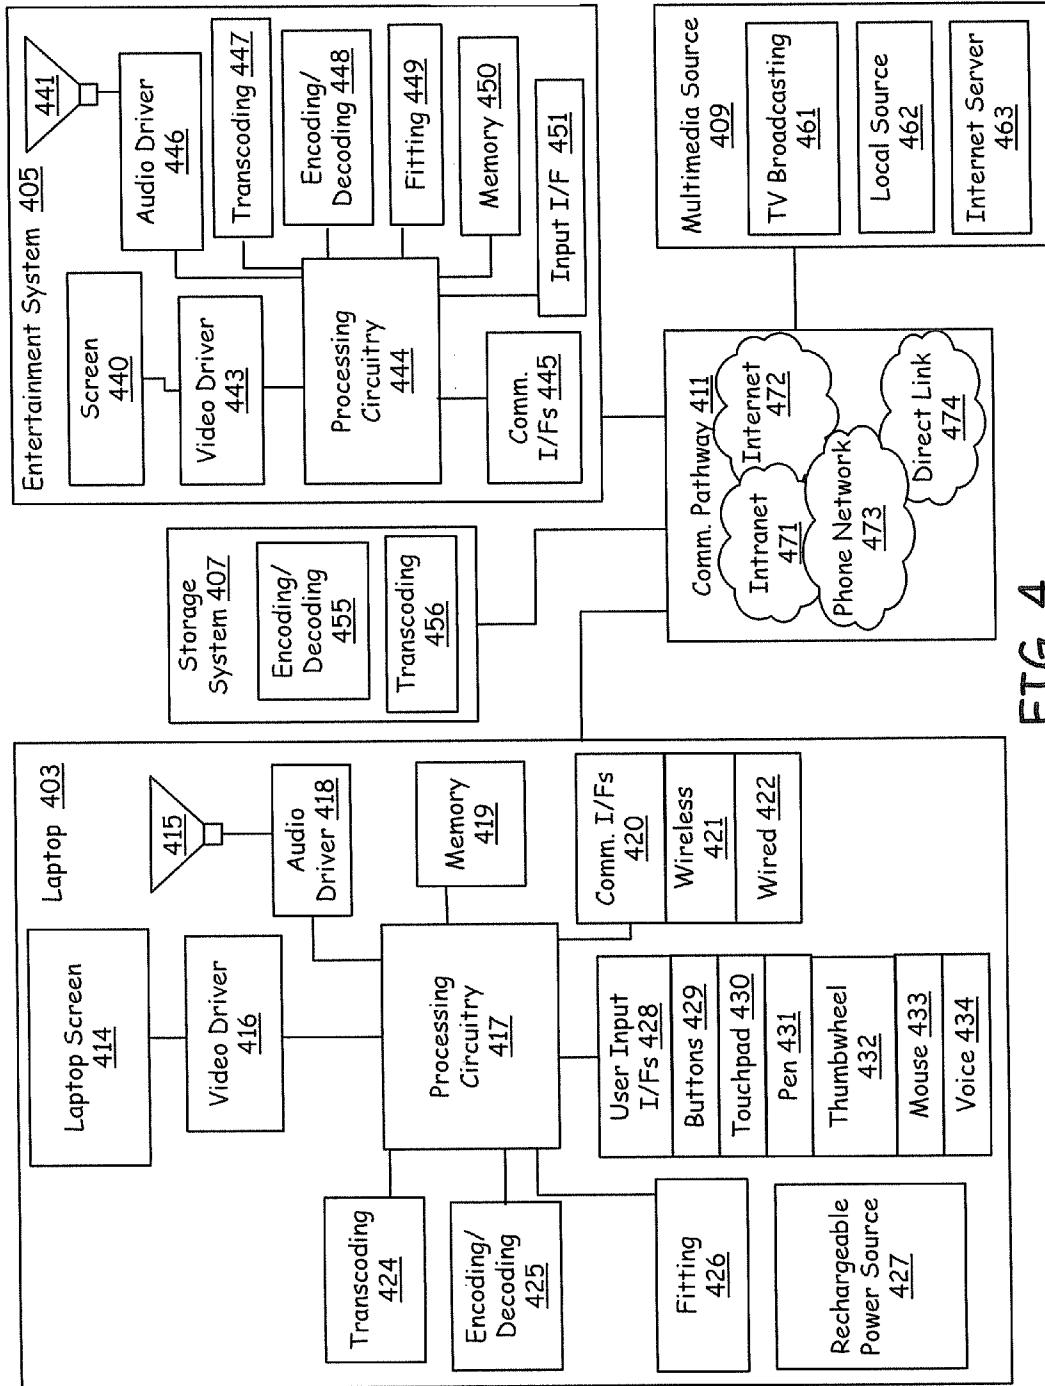 Laptop 403
Laptop Screen
414
415
Video Driver
416
Audio
Driver 418
Transcoding
424
Processing
Circuitry
417
Memory
419
Encoding/
Decoding
425
Fitting
426
Rechargeable
Power Source
427
User Input
I/Fs 428
Buttons 429
Touchpad 430
Pen 431
Thumbwheel
432
Mouse 433
Voice 434
Comm. I/Fs
420
Wireless
421
Wired 422
Storage
System 407
Encoding/
Decoding
455
Transcoding
456
Entertainment System 405
Screen
440
441
Video Driver
443
Audio Driver
446
Transcoding 447
Encoding/
Decoding 448
Processing
Circuitry
444
Fitting 449
Memory 450
Comm.
I/Fs 445
Input I/F 451
Comm. Pathway 411
Intranet
471
Internet
472
Phone Network
473
Direct Link
474
Multimedia Source
409
TV Broadcasting
461
Local Source
462
Internet Server
463
FIG. 4